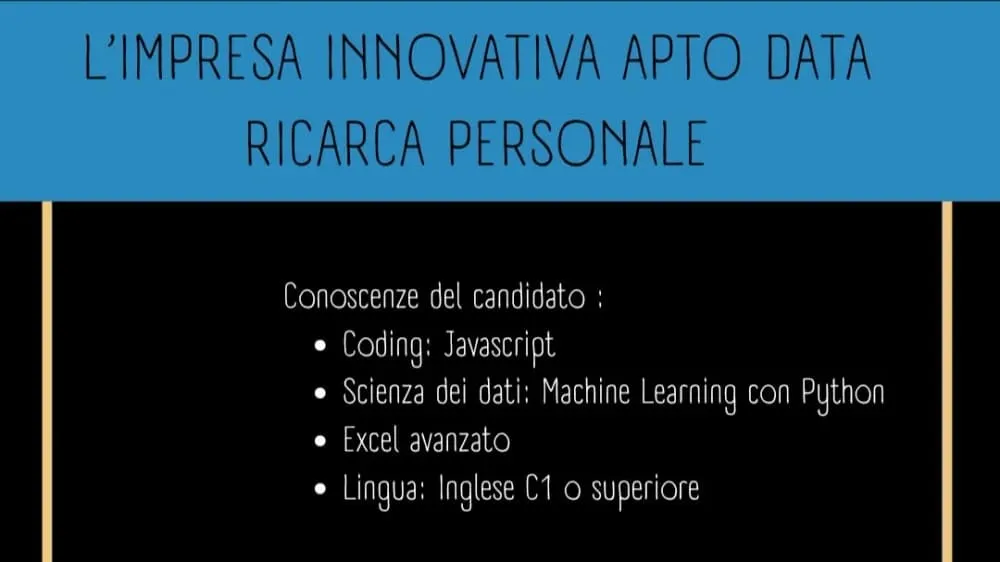 L'IMPRESA INNOVATIVA APTO DATA
RICARCA PERSONALE
Conoscenze del candidato :
• Coding: Javascript
• Scienza dei dati: Machine Learning con Python
• Excel avanzato
• Lingua: Inglese C1 o superiore